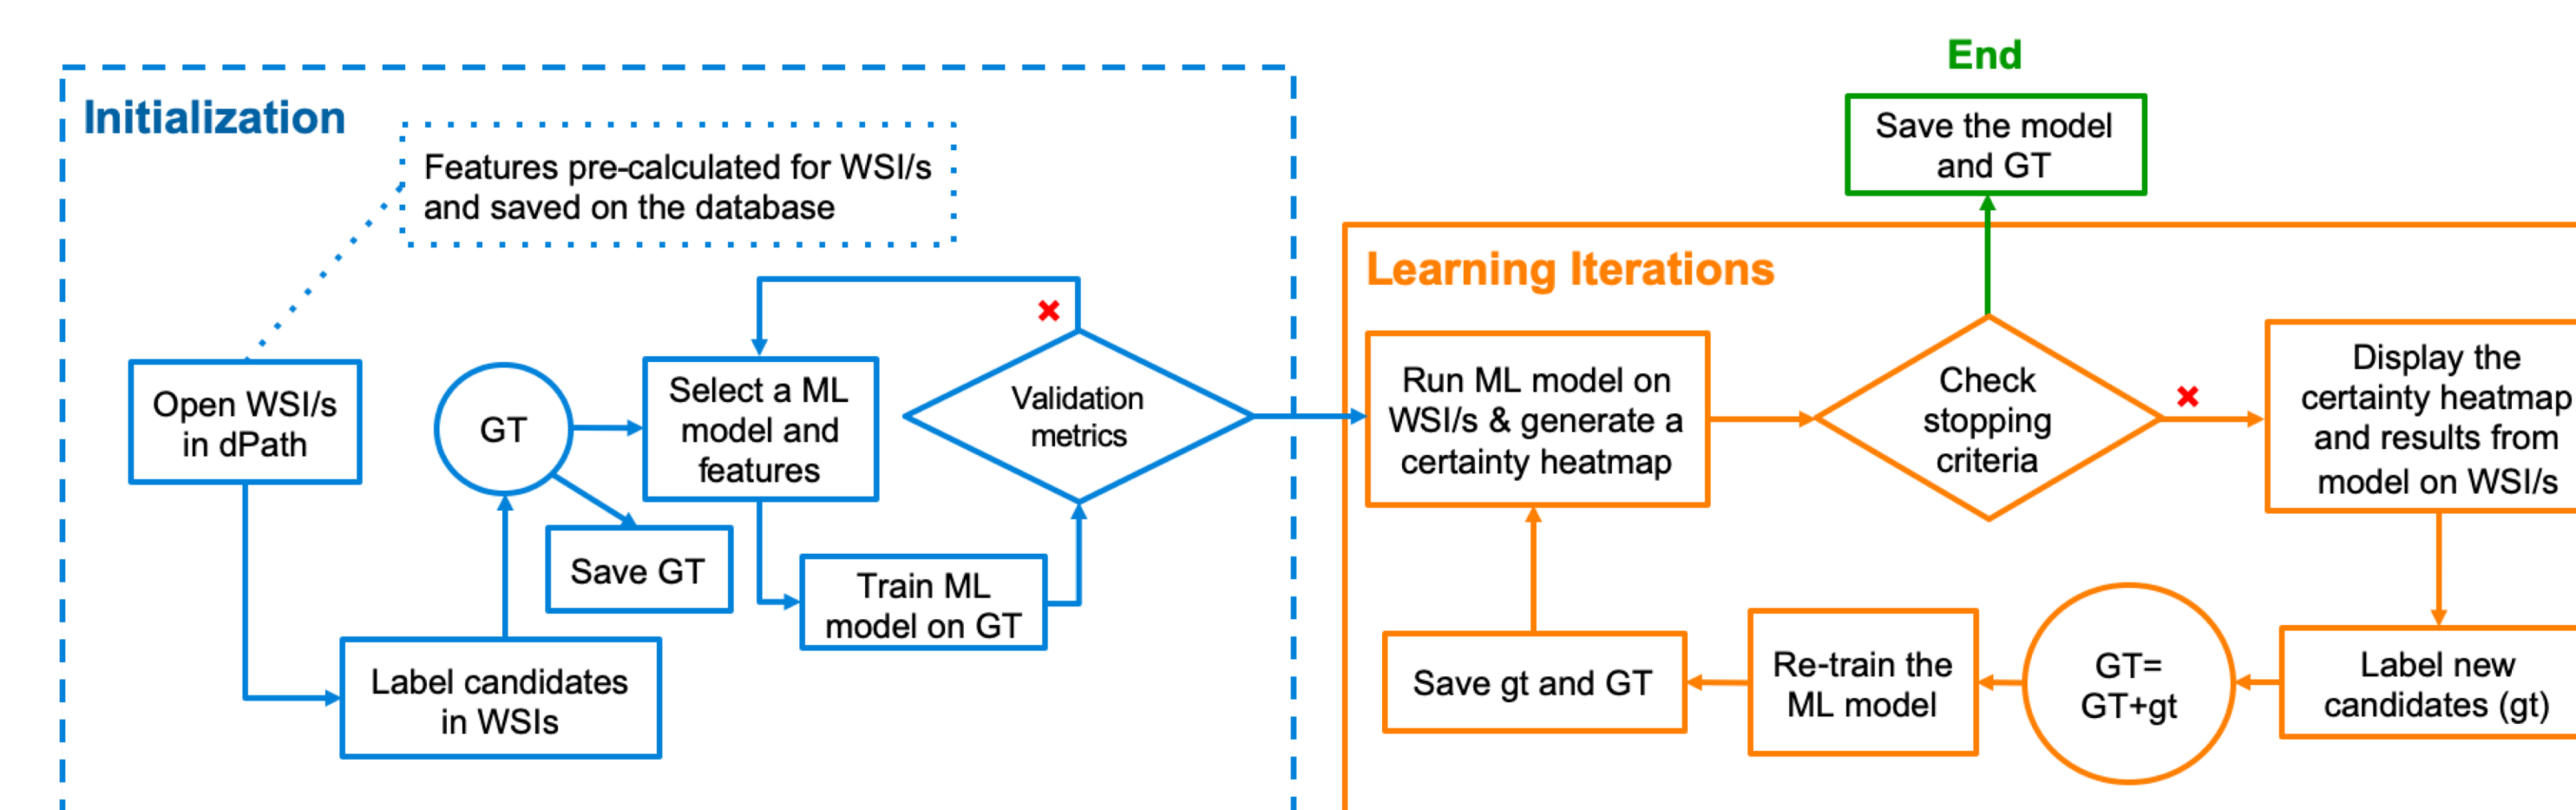 Initialization
Features pre-calculated for WSI/s
and saved on the database
Open WSI/s
in dPath
Label candidates
in WSIs
GT
Save GT
Select a ML
model and
features
Train ML
model on GT
Validation
metrics
End
Save the model
and GT
Learning Iterations
Run ML model on
WSI/s & generate a
certainty heatmap
Check
stopping
criteria
Display the
certainty heatmap
and results from
model on WSI/s
Label new
candidates (gt)
GT=
GT+gt
Re-train the
ML model
Save gt and GT